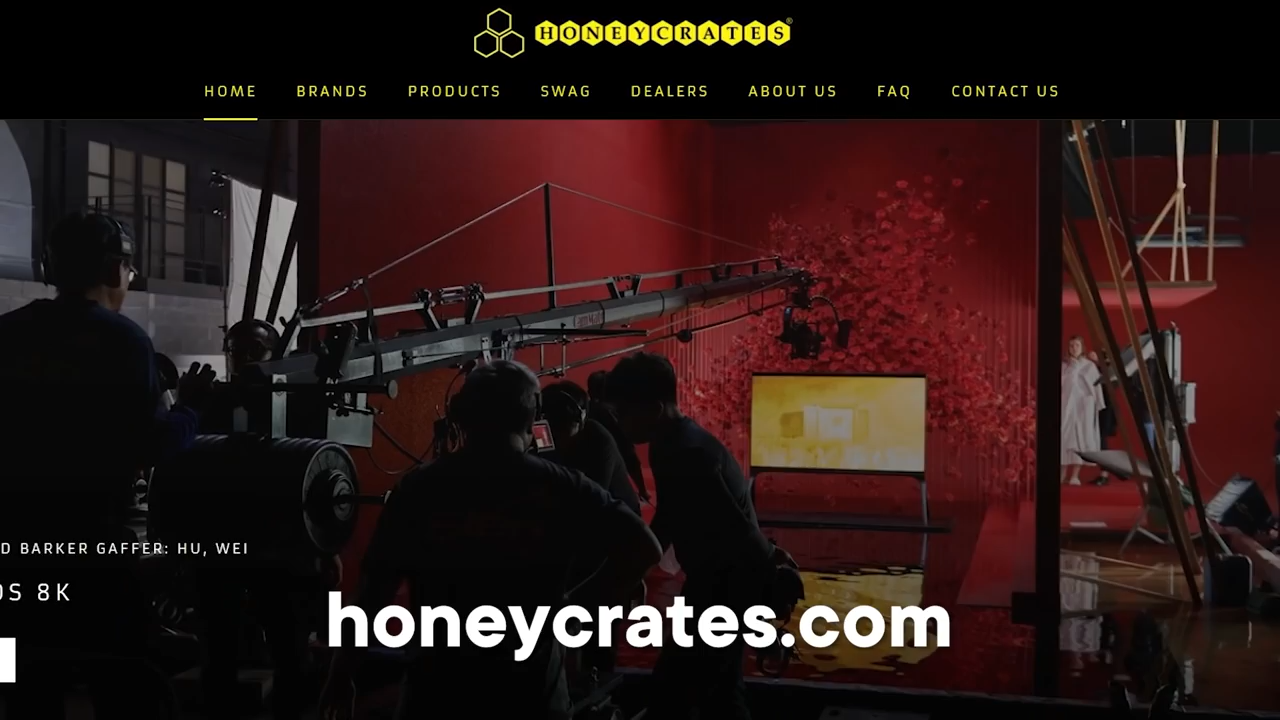 HONEYCRATES®
HOME BRANDS PRODUCTS SWAG DEALERS ABOUT US FAQ CONTACT US
D BARKER GAFFER: HU, WEI
OS 8K
honeycrates.com